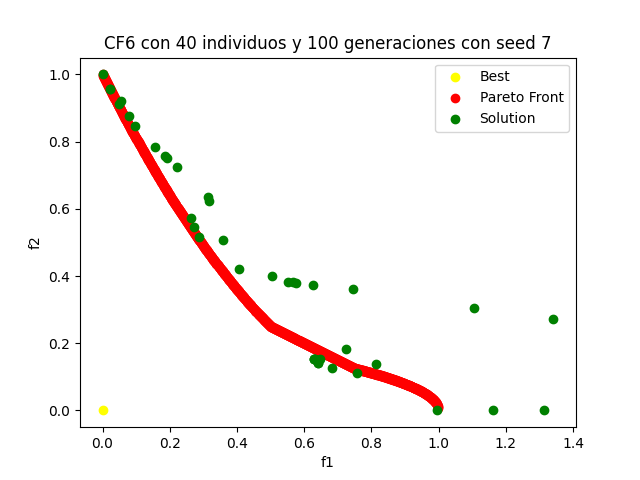 CF6 con 40 individuos y 100 generaciones con seed 7
Best
Pareto Front
Solution
1.0
0.8
0.6
0.4
0.2
0.0
f2
0.0 0.2 0.4 0.6 0.8 1.0 1.2 1.4
f1